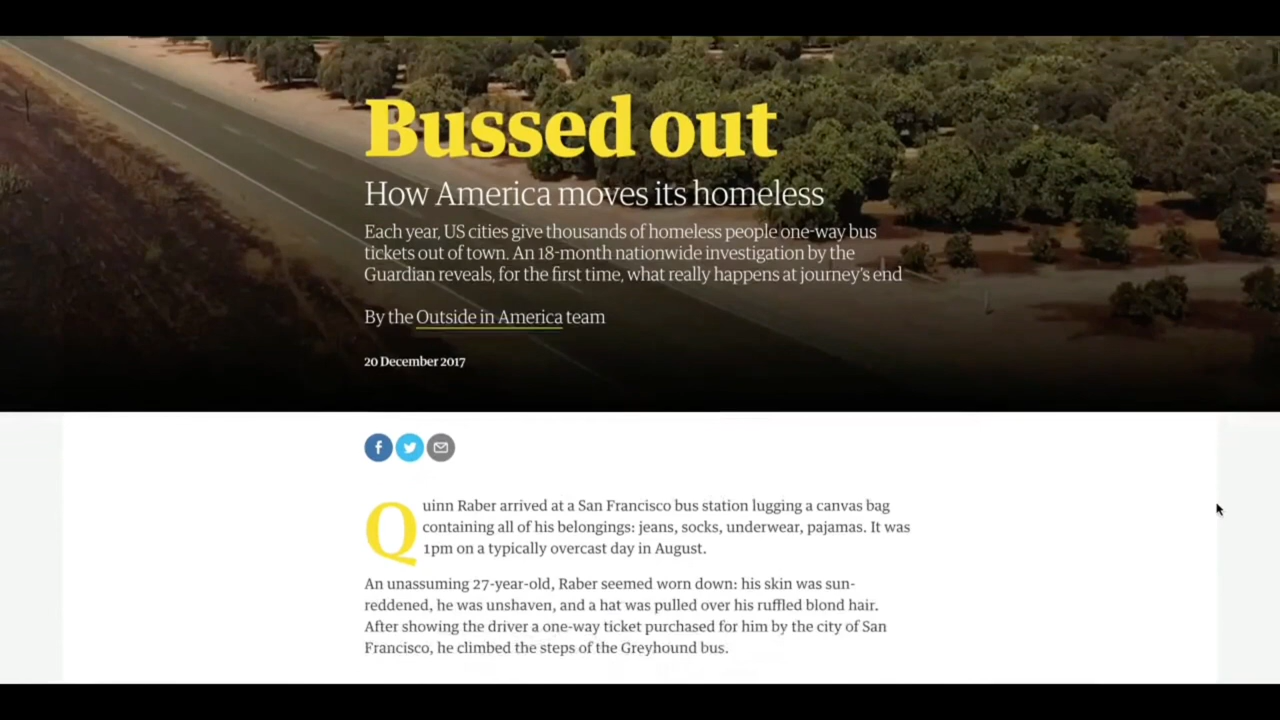 Bussed out
How America moves its homeless
Each year, US cities give thousands of homeless people one-way bus
tickets out of town. An 18-month nationwide investigation by the
Guardian reveals, for the first time, what really happens at journey's end
By the Outside in America team
20 December 2017
Quinn Raber arrived at a San Francisco bus station lugging a canvas bag
containing all of his belongings: jeans, socks, underwear, pajamas. It was
1pm on a typically overcast day in August.
An unassuming 27-year-old, Raber seemed worn down: his skin was sun-
reddened, he was unshaven, and a hat was pulled over his ruffled blond hair.
After showing the driver a one-way ticket purchased for him by the city of San
Francisco, he climbed the steps of the Greyhound bus.